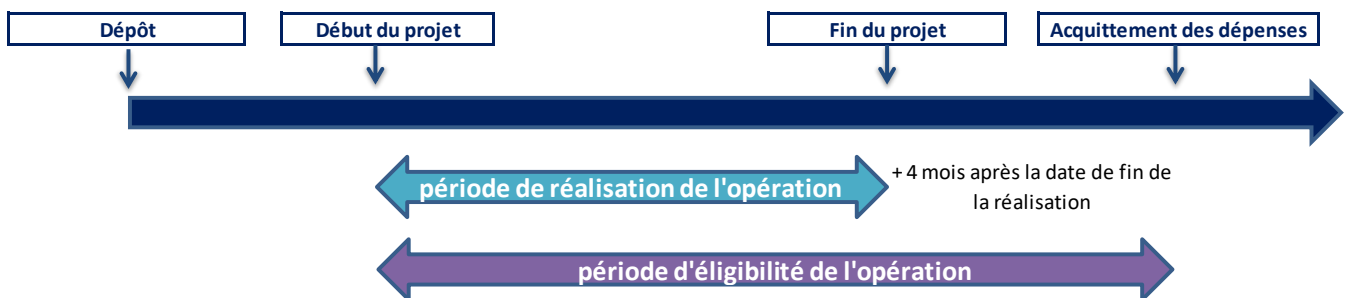 Dépôt
Début du projet
Fin du projet
Acquittement des dépenses
période de réalisation de l'opération
+ 4 mois après la date de fin de
la réalisation
période d'éligibilité de l'opération